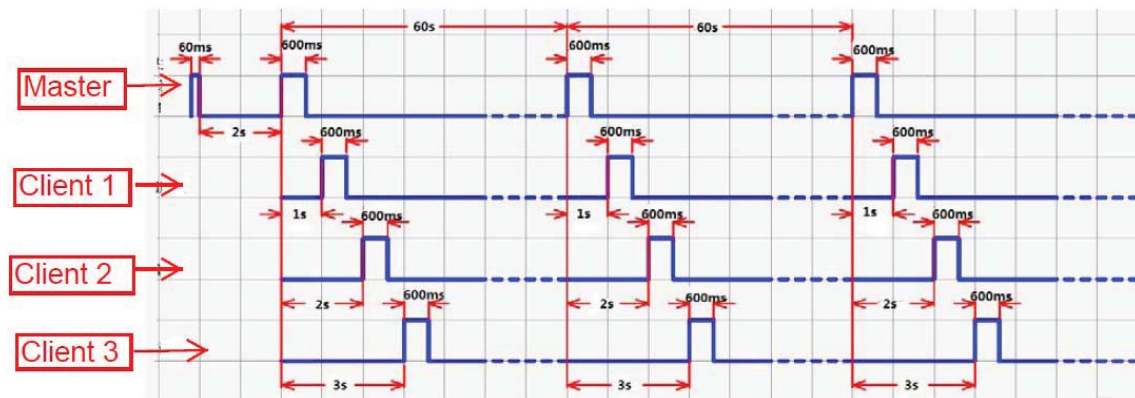 60s 60s
60ms 600ms 600ms 600ms
Master
2s 600ms 600ms 600ms
Client 1
1s 600ms 1s 600ms 1s 600ms
Client 2
2s 600ms 2s 600ms 2s 600ms
Client 3
3s 3s 3s